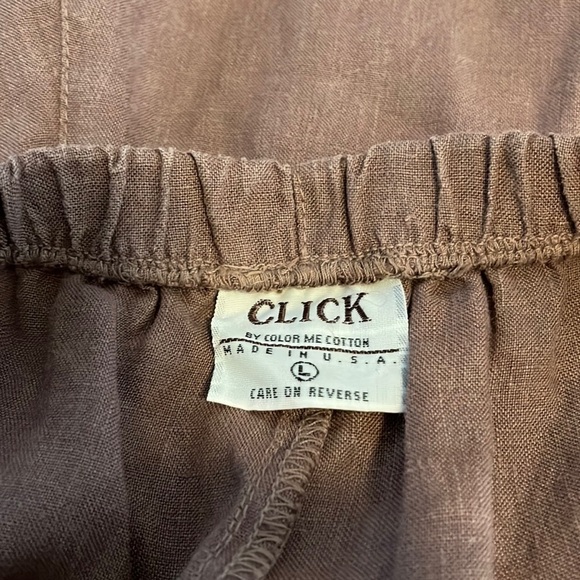 CLICK
BY COLOR ME COTTON
MADE IN U.S.A.
L
CARE ON REVERSE